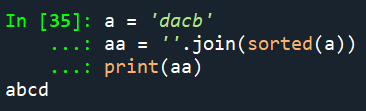 In [35]: a = 'dacb'
    ...: aa = ''.join(sorted(a))
    ...: print(aa)
abcd